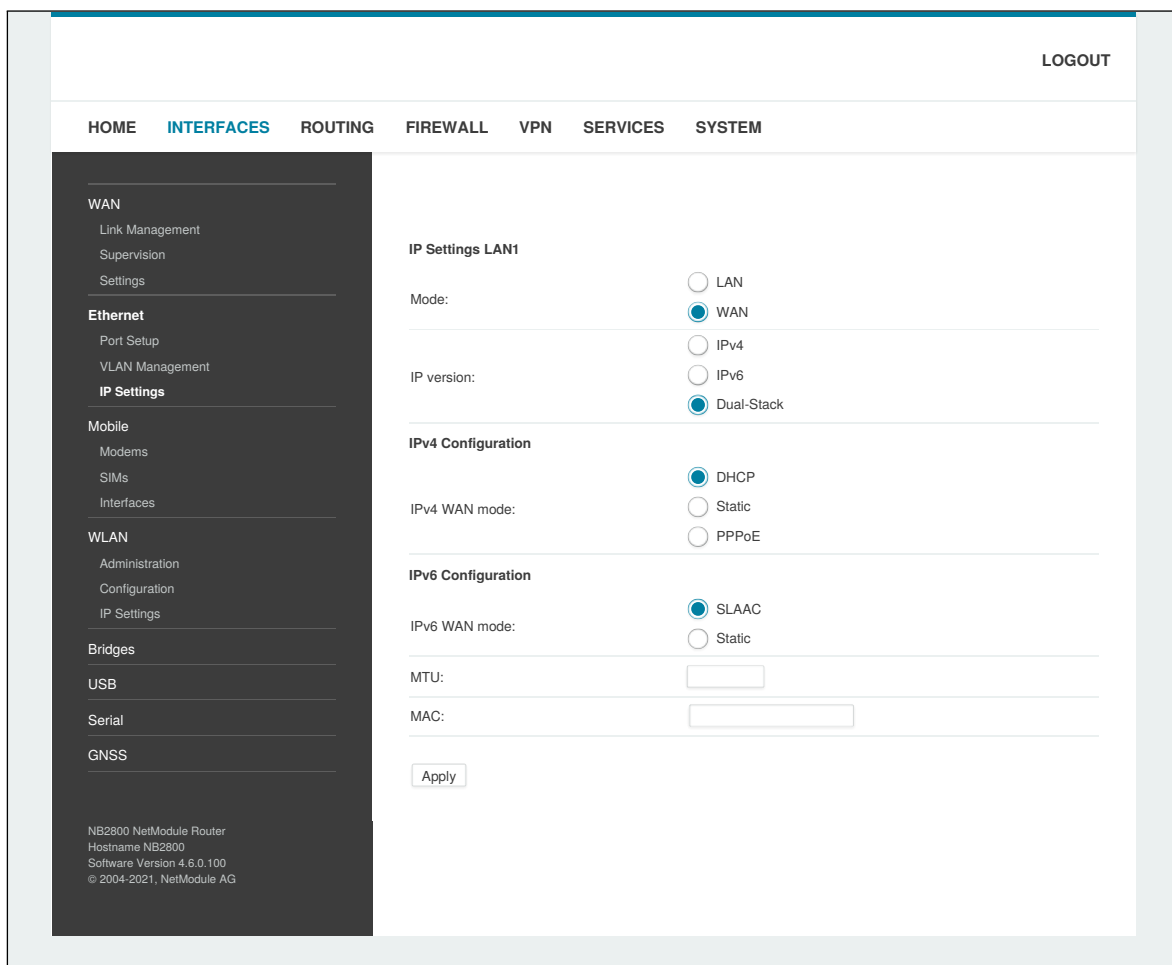 LOGOUT
HOME INTERFACES ROUTING FIREWALL VPN SERVICES SYSTEM
WAN
Link Management
Supervision
Settings
Ethernet
Port Setup
VLAN Management
IP Settings
Mobile
Modems
SIMs
Interfaces
WLAN
Administration
Configuration
IP Settings
Bridges
USB
Serial
GNSS
NB2800 NetModule Router
Hostname NB2800
Software Version 4.6.0.100
© 2004-2021, NetModule AG
IP Settings LAN1
Mode:
LAN
WAN
IP version:
IPv4
IPv6
Dual-Stack
IPv4 Configuration
IPv4 WAN mode:
DHCP
Static
PPPoE
IPv6 Configuration
IPv6 WAN mode:
SLAAC
Static
MTU:
MAC:
Apply